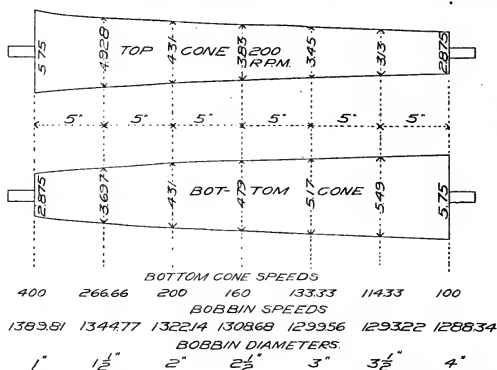 5.75 4.928 4.31 3.83 3.45 3.13 2.875
TOP CONE 200 R.P.M.
5" 5" 5" 5" 5" 5"
2.875 3.697 4.31 4.79 5.17 5.49 5.75
BOT- TOM CONE
BOTTOM CONE SPEEDS
400 266.66 200 160 133.33 114.33 100
BOBBIN SPEEDS
1389.81 1344.77 1322.14 1308.68 1299.56 1293.22 1288.34
BOBBIN DIAMETERS.
1" 1½" 2" 2½" 3" 3½" 4"